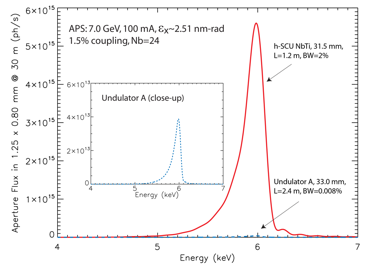 6×10¹⁵
APS: 7.0 GeV, 100 mA, εx~2.51 nm-rad
1.5% coupling, Nb=24
5×10¹⁵
h-SCU NbTi, 31.5 mm,
L=1.2 m, BW=2%
4×10¹⁵
Undulator A (close-up)
3×10¹⁵
2×10¹⁵
1×10¹⁵
0
6×10¹⁵
4×10¹⁵
2×10¹⁵
0
4 5 6 7
Energy (keV)
Undulator A, 33.0 mm,
L=2.4 m, BW=0.008%
4 5 6 7
Energy (keV)
Aperture Flux in 1.25 x 0.80 mm @ 30 m (ph/s)